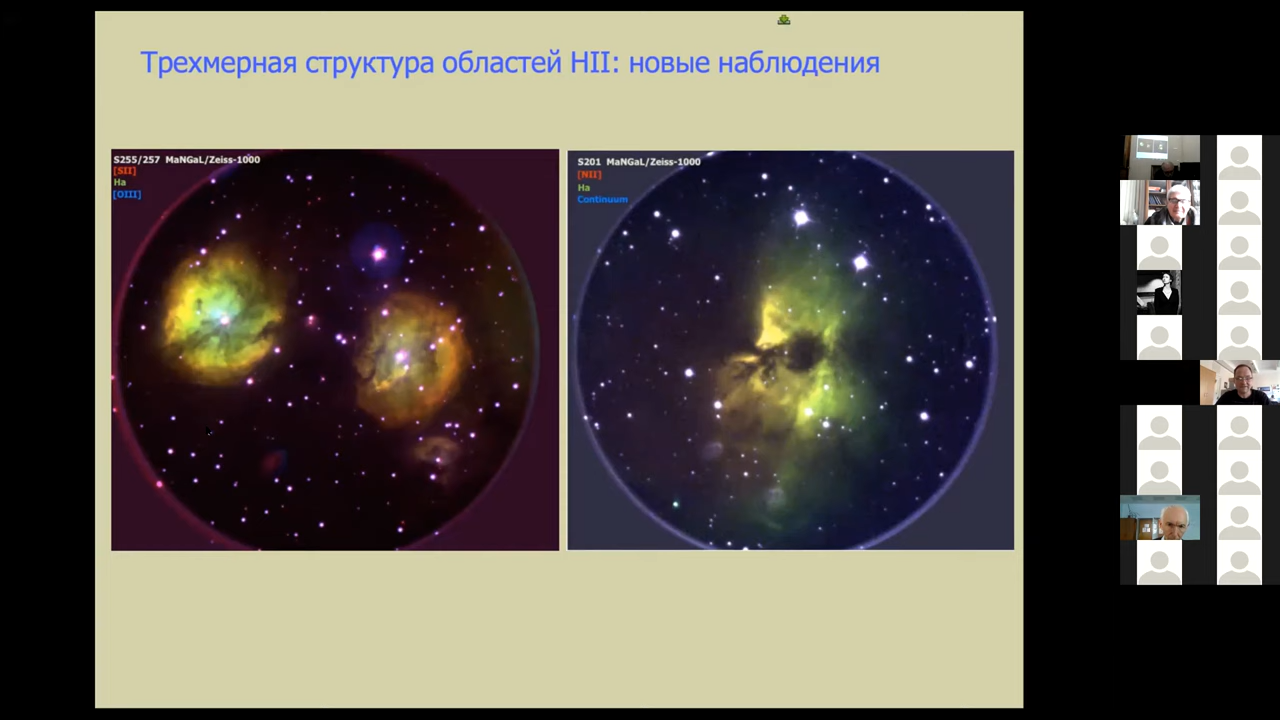 Трехмерная структура областей HII: новые наблюдения
S255/257 MaNGaL/Zeiss-1000
[SII]
Ha
[OIII]
S201 MaNGaL/Zeiss-1000
[NII]
Ha
Continuum